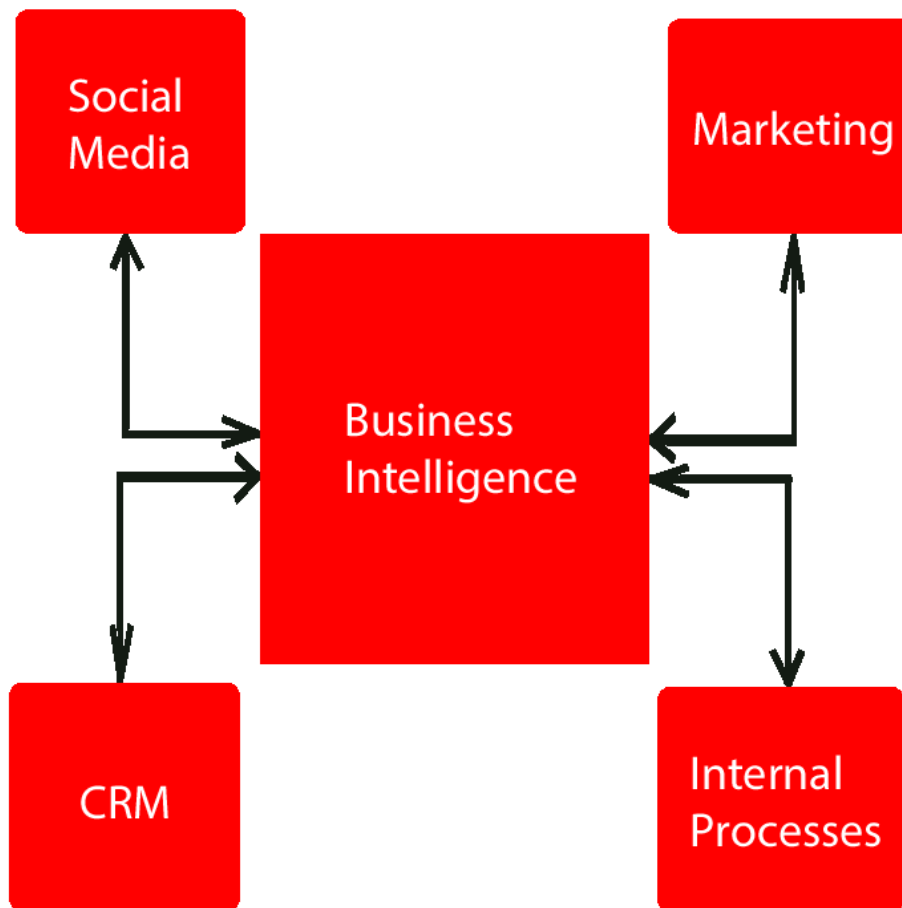 Social
Media
Marketing
Business
Intelligence
CRM
Internal
Processes